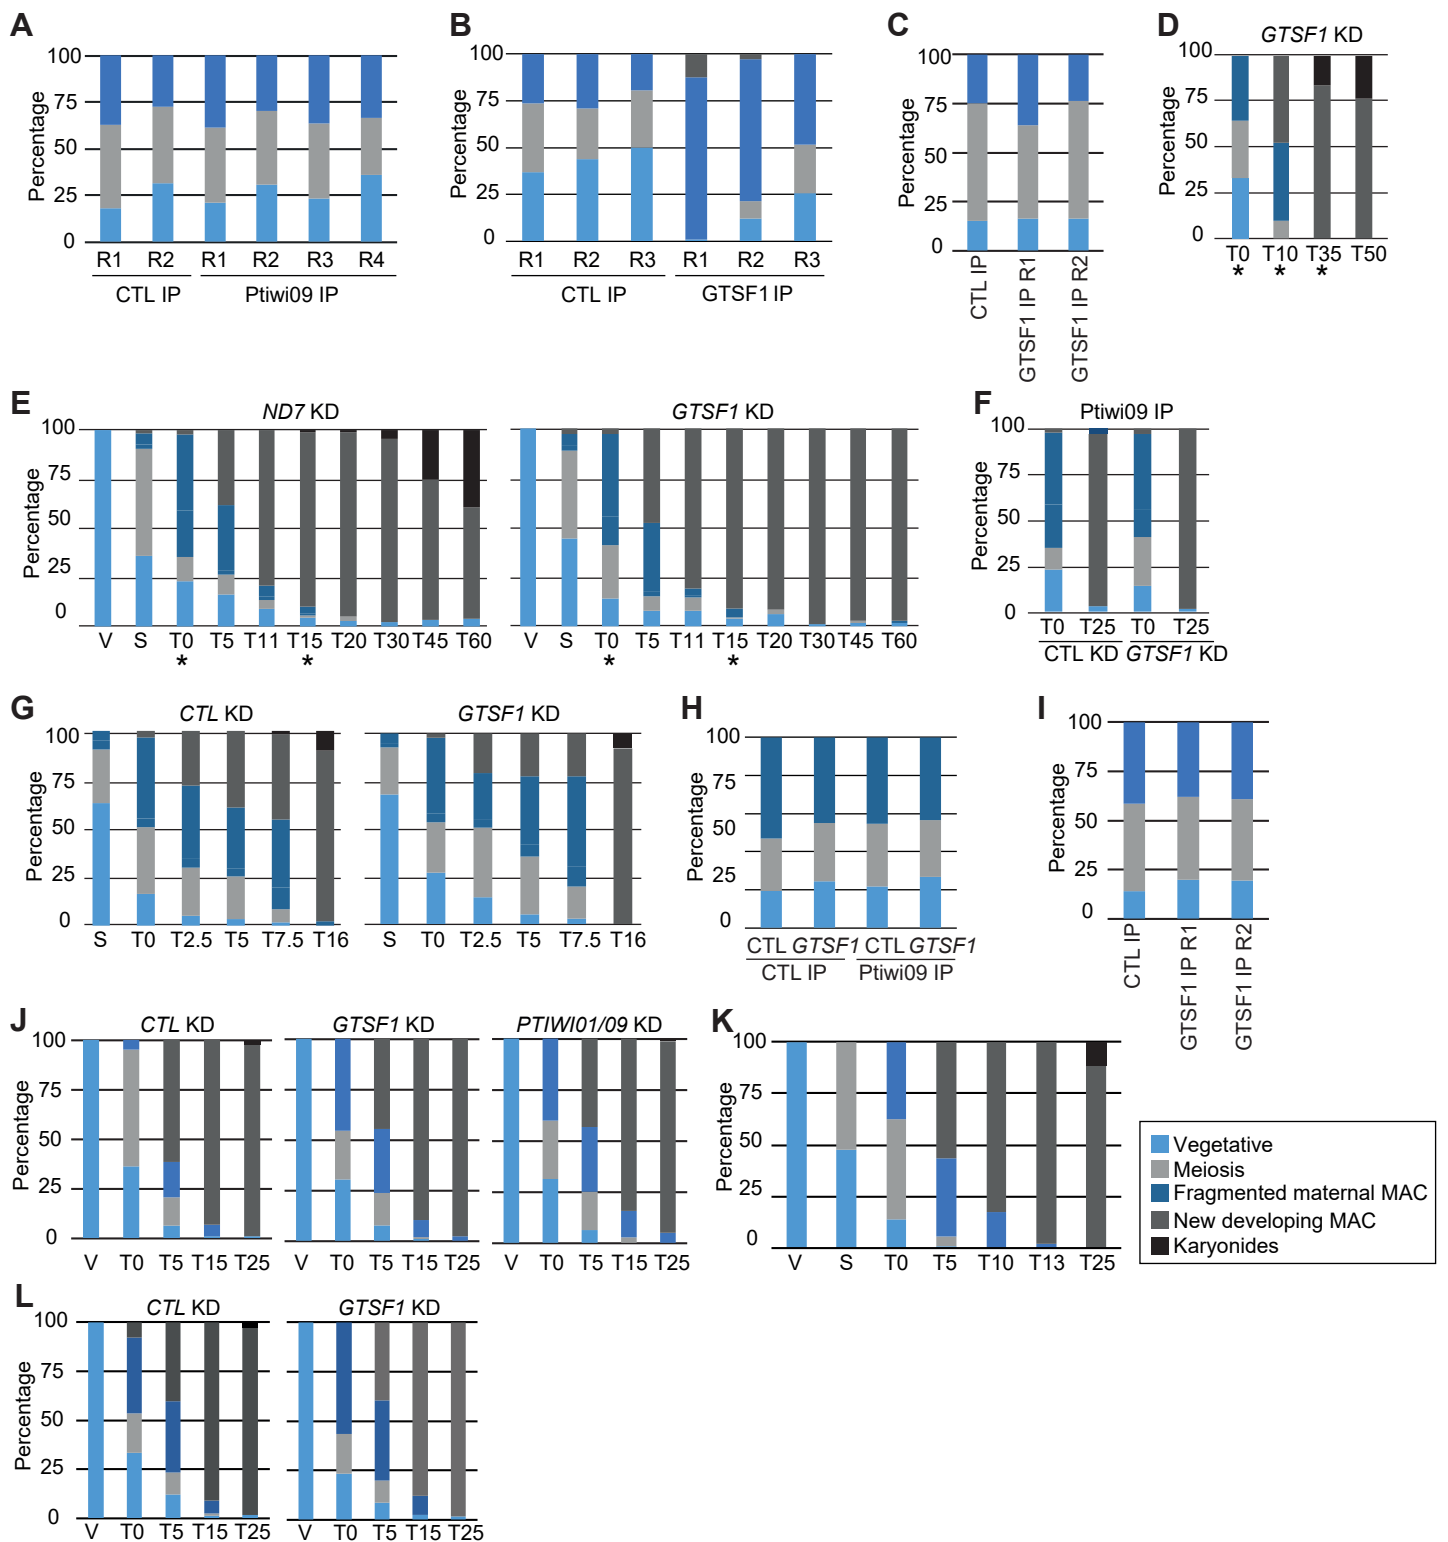 A
Percentage
100
75
50
25
0
R1 R2 R1 R2 R3 R4
CTL IP Ptiwi09 IP
B
Percentage
100
75
50
25
0
R1 R2 R3 R1 R2 R3
CTL IP GTSF1 IP
C
Percentage
100
75
50
25
0
CTL IP
GTSF1 IP R1
GTSF1 IP R2
D
GTSF1 KD
Percentage
100
75
50
25
0
T0 T10 T35 T50
* * *
E
ND7 KD
Percentage
100
75
50
25
0
V S T0 T5 T11 T15 T20 T30 T45 T60
* *
GTSF1 KD
V S T0 T5 T11 T15 T20 T30 T45 T60
* *
F
Ptiwi09 IP
Percentage
100
75
50
25
0
T0 T25 T0 T25
CTL KD GTSF1 KD
G
CTL KD
Percentage
100
75
50
25
0
S T0 T2.5 T5 T7.5 T16
GTSF1 KD
S T0 T2.5 T5 T7.5 T16
H
Percentage
100
75
50
25
0
CTL GTSF1 CTL GTSF1
CTL IP Ptiwi09 IP
I
Percentage
100
75
50
25
0
CTL IP
GTSF1 IP R1
GTSF1 IP R2
J
CTL KD
Percentage
100
75
50
25
0
V T0 T5 T15 T25
GTSF1 KD
V T0 T5 T15 T25
PTIWI01/09 KD
V T0 T5 T15 T25
K
Percentage
100
75
50
25
0
V S T0 T5 T10 T13 T25
Vegetative
Meiosis
Fragmented maternal MAC
New developing MAC
Karyonides
L
CTL KD
Percentage
100
75
50
25
0
V T0 T5 T15 T25
GTSF1 KD
V T0 T5 T15 T25